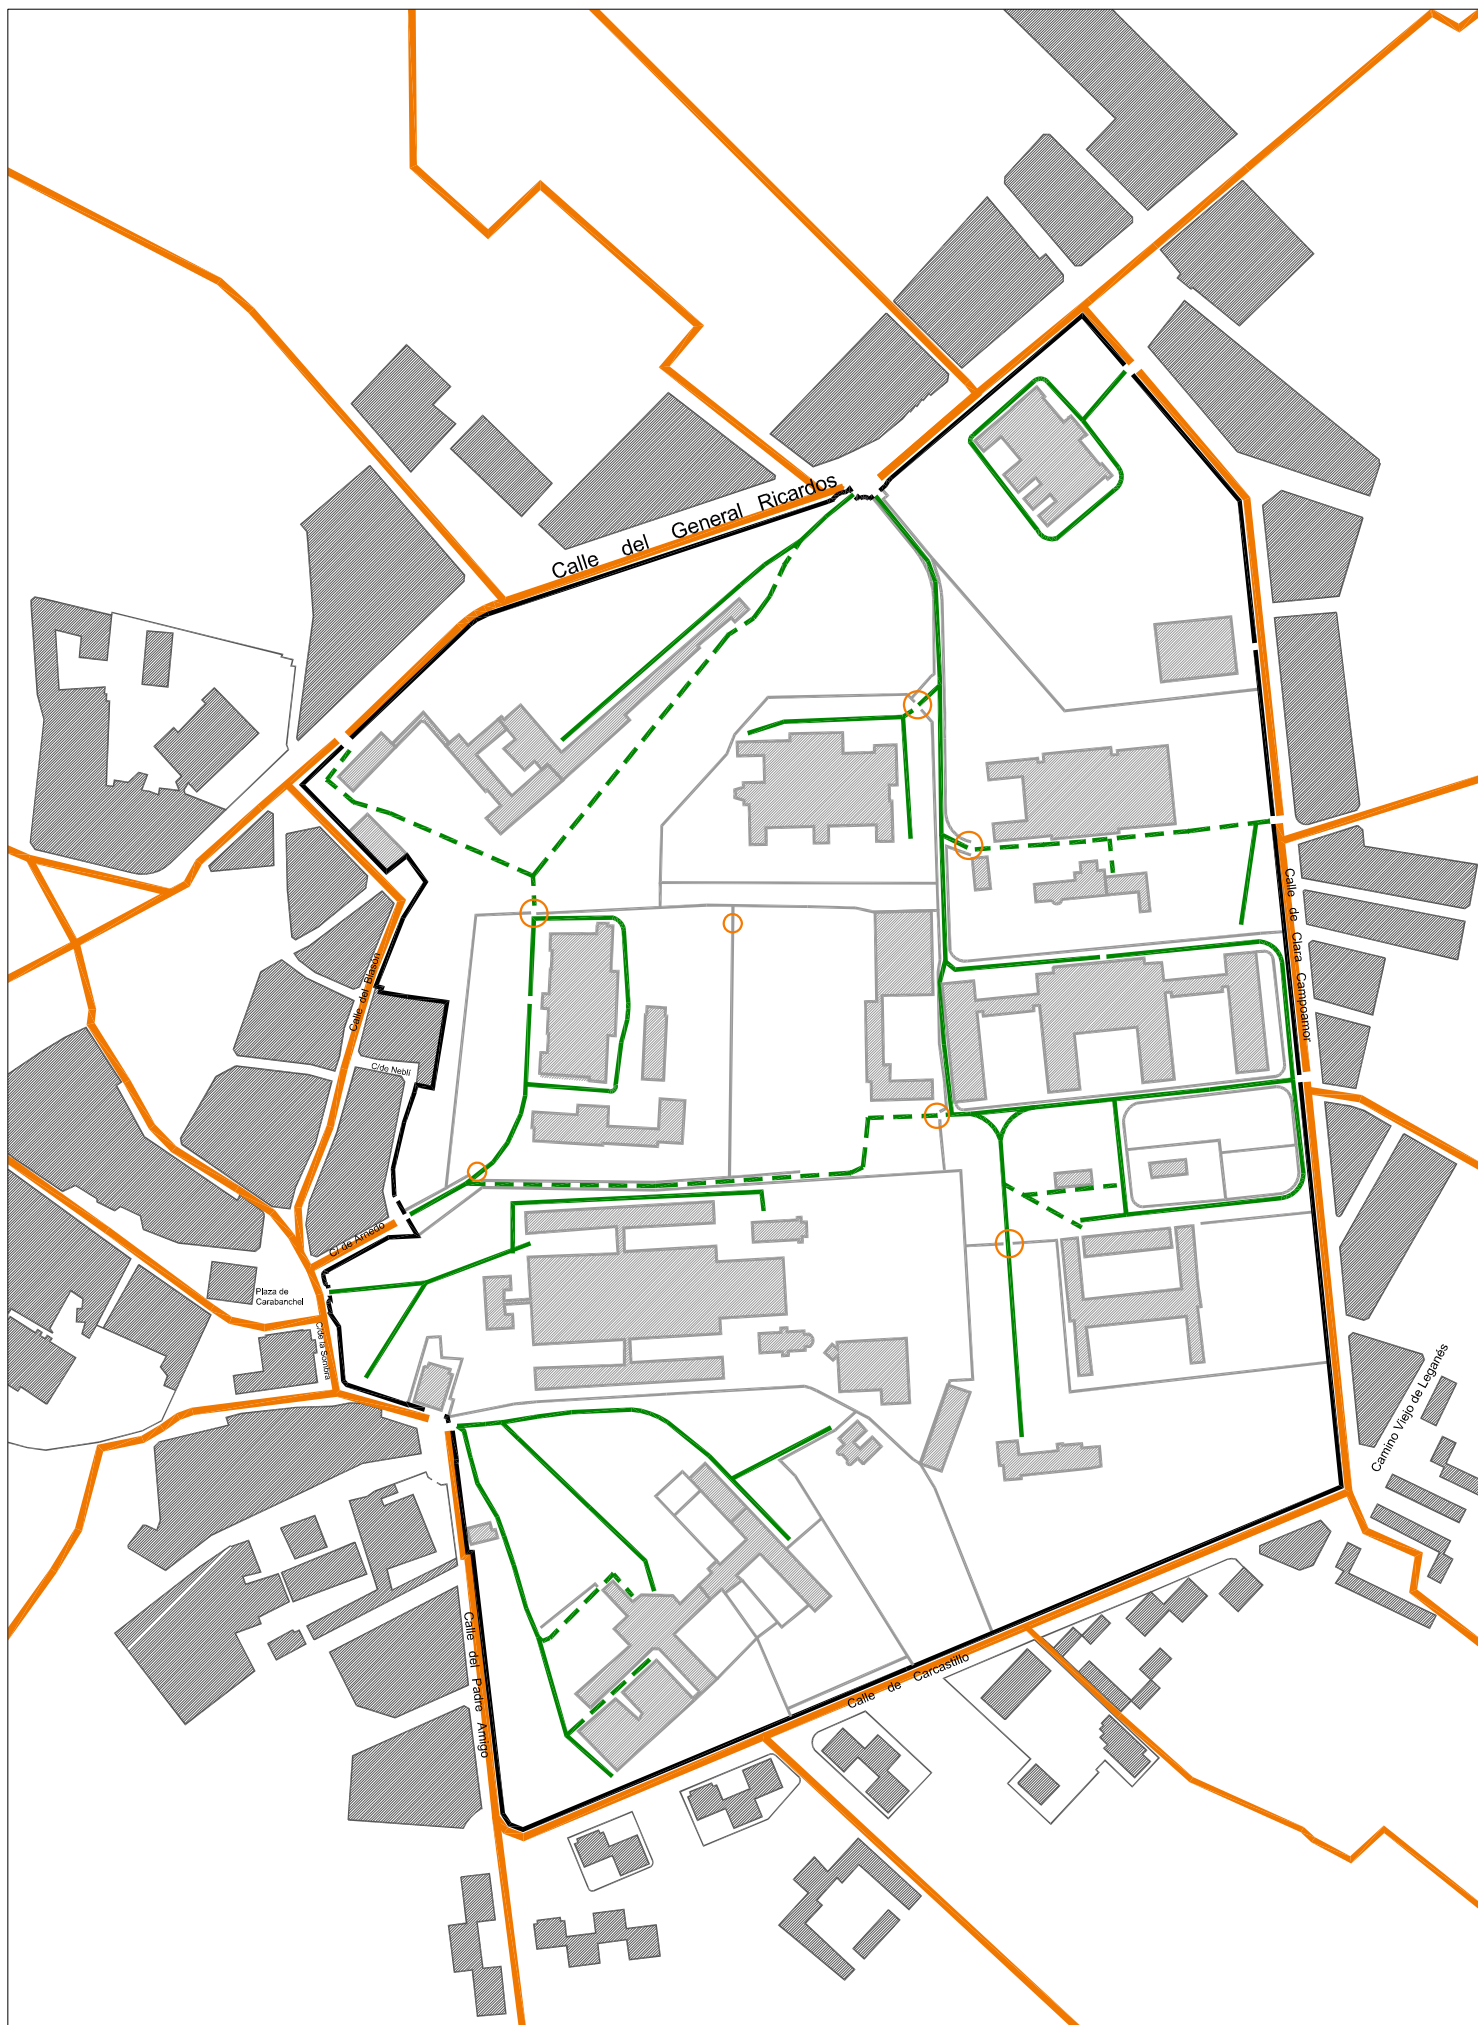 Calle del General Ricardos
Calle de Clara Campoamor
Calle del Blasón
C/de Neblí
C/ de Arnedo
Plaza de
Carabanchel
C/de la Sombra
Camino Viejo de Leganés
Calle del Padre Amigo
Calle de Carcastillo